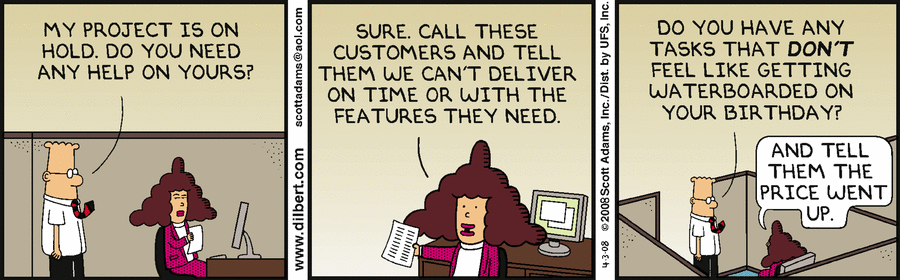 MY PROJECT IS ON
HOLD. DO YOU NEED
ANY HELP ON YOURS?
www.dilbert.com
scottadams@aol.com
SURE. CALL THESE
CUSTOMERS AND TELL
THEM WE CAN'T DELIVER
ON TIME OR WITH THE
FEATURES THEY NEED.
4-3-08 © 2008 Scott Adams, Inc./Dist. by UFS, Inc.
DO YOU HAVE ANY
TASKS THAT DON'T
FEEL LIKE GETTING
WATERBOARDED ON
YOUR BIRTHDAY?
AND TELL
THEM THE
PRICE WENT
UP.